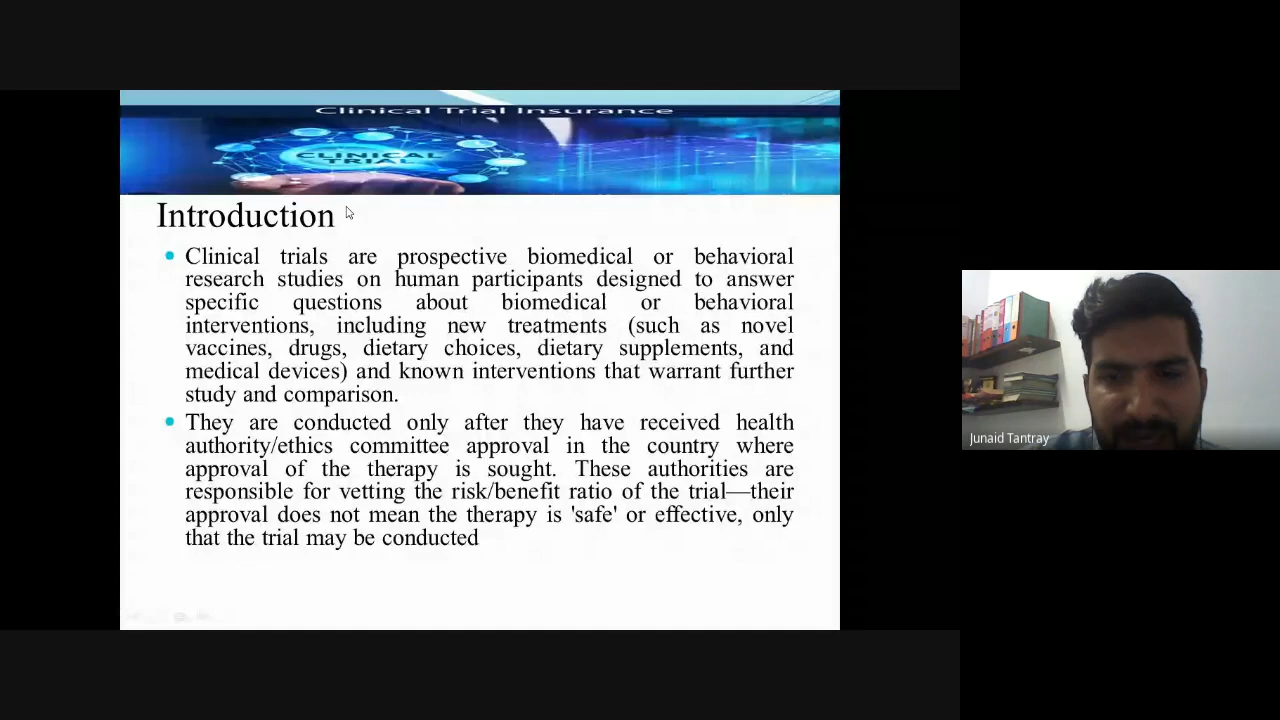 Clinical Trial Insurance
CLINICAL
TRIAL
Introduction
Clinical trials are prospective biomedical or behavioral
research studies on human participants designed to answer
specific questions about biomedical or behavioral
interventions, including new treatments (such as novel
vaccines, drugs, dietary choices, dietary supplements, and
medical devices) and known interventions that warrant further
study and comparison.
They are conducted only after they have received health
authority/ethics committee approval in the country where
approval of the therapy is sought. These authorities are
responsible for vetting the risk/benefit ratio of the trial—their
approval does not mean the therapy is 'safe' or effective, only
that the trial may be conducted
Junaid Tantray